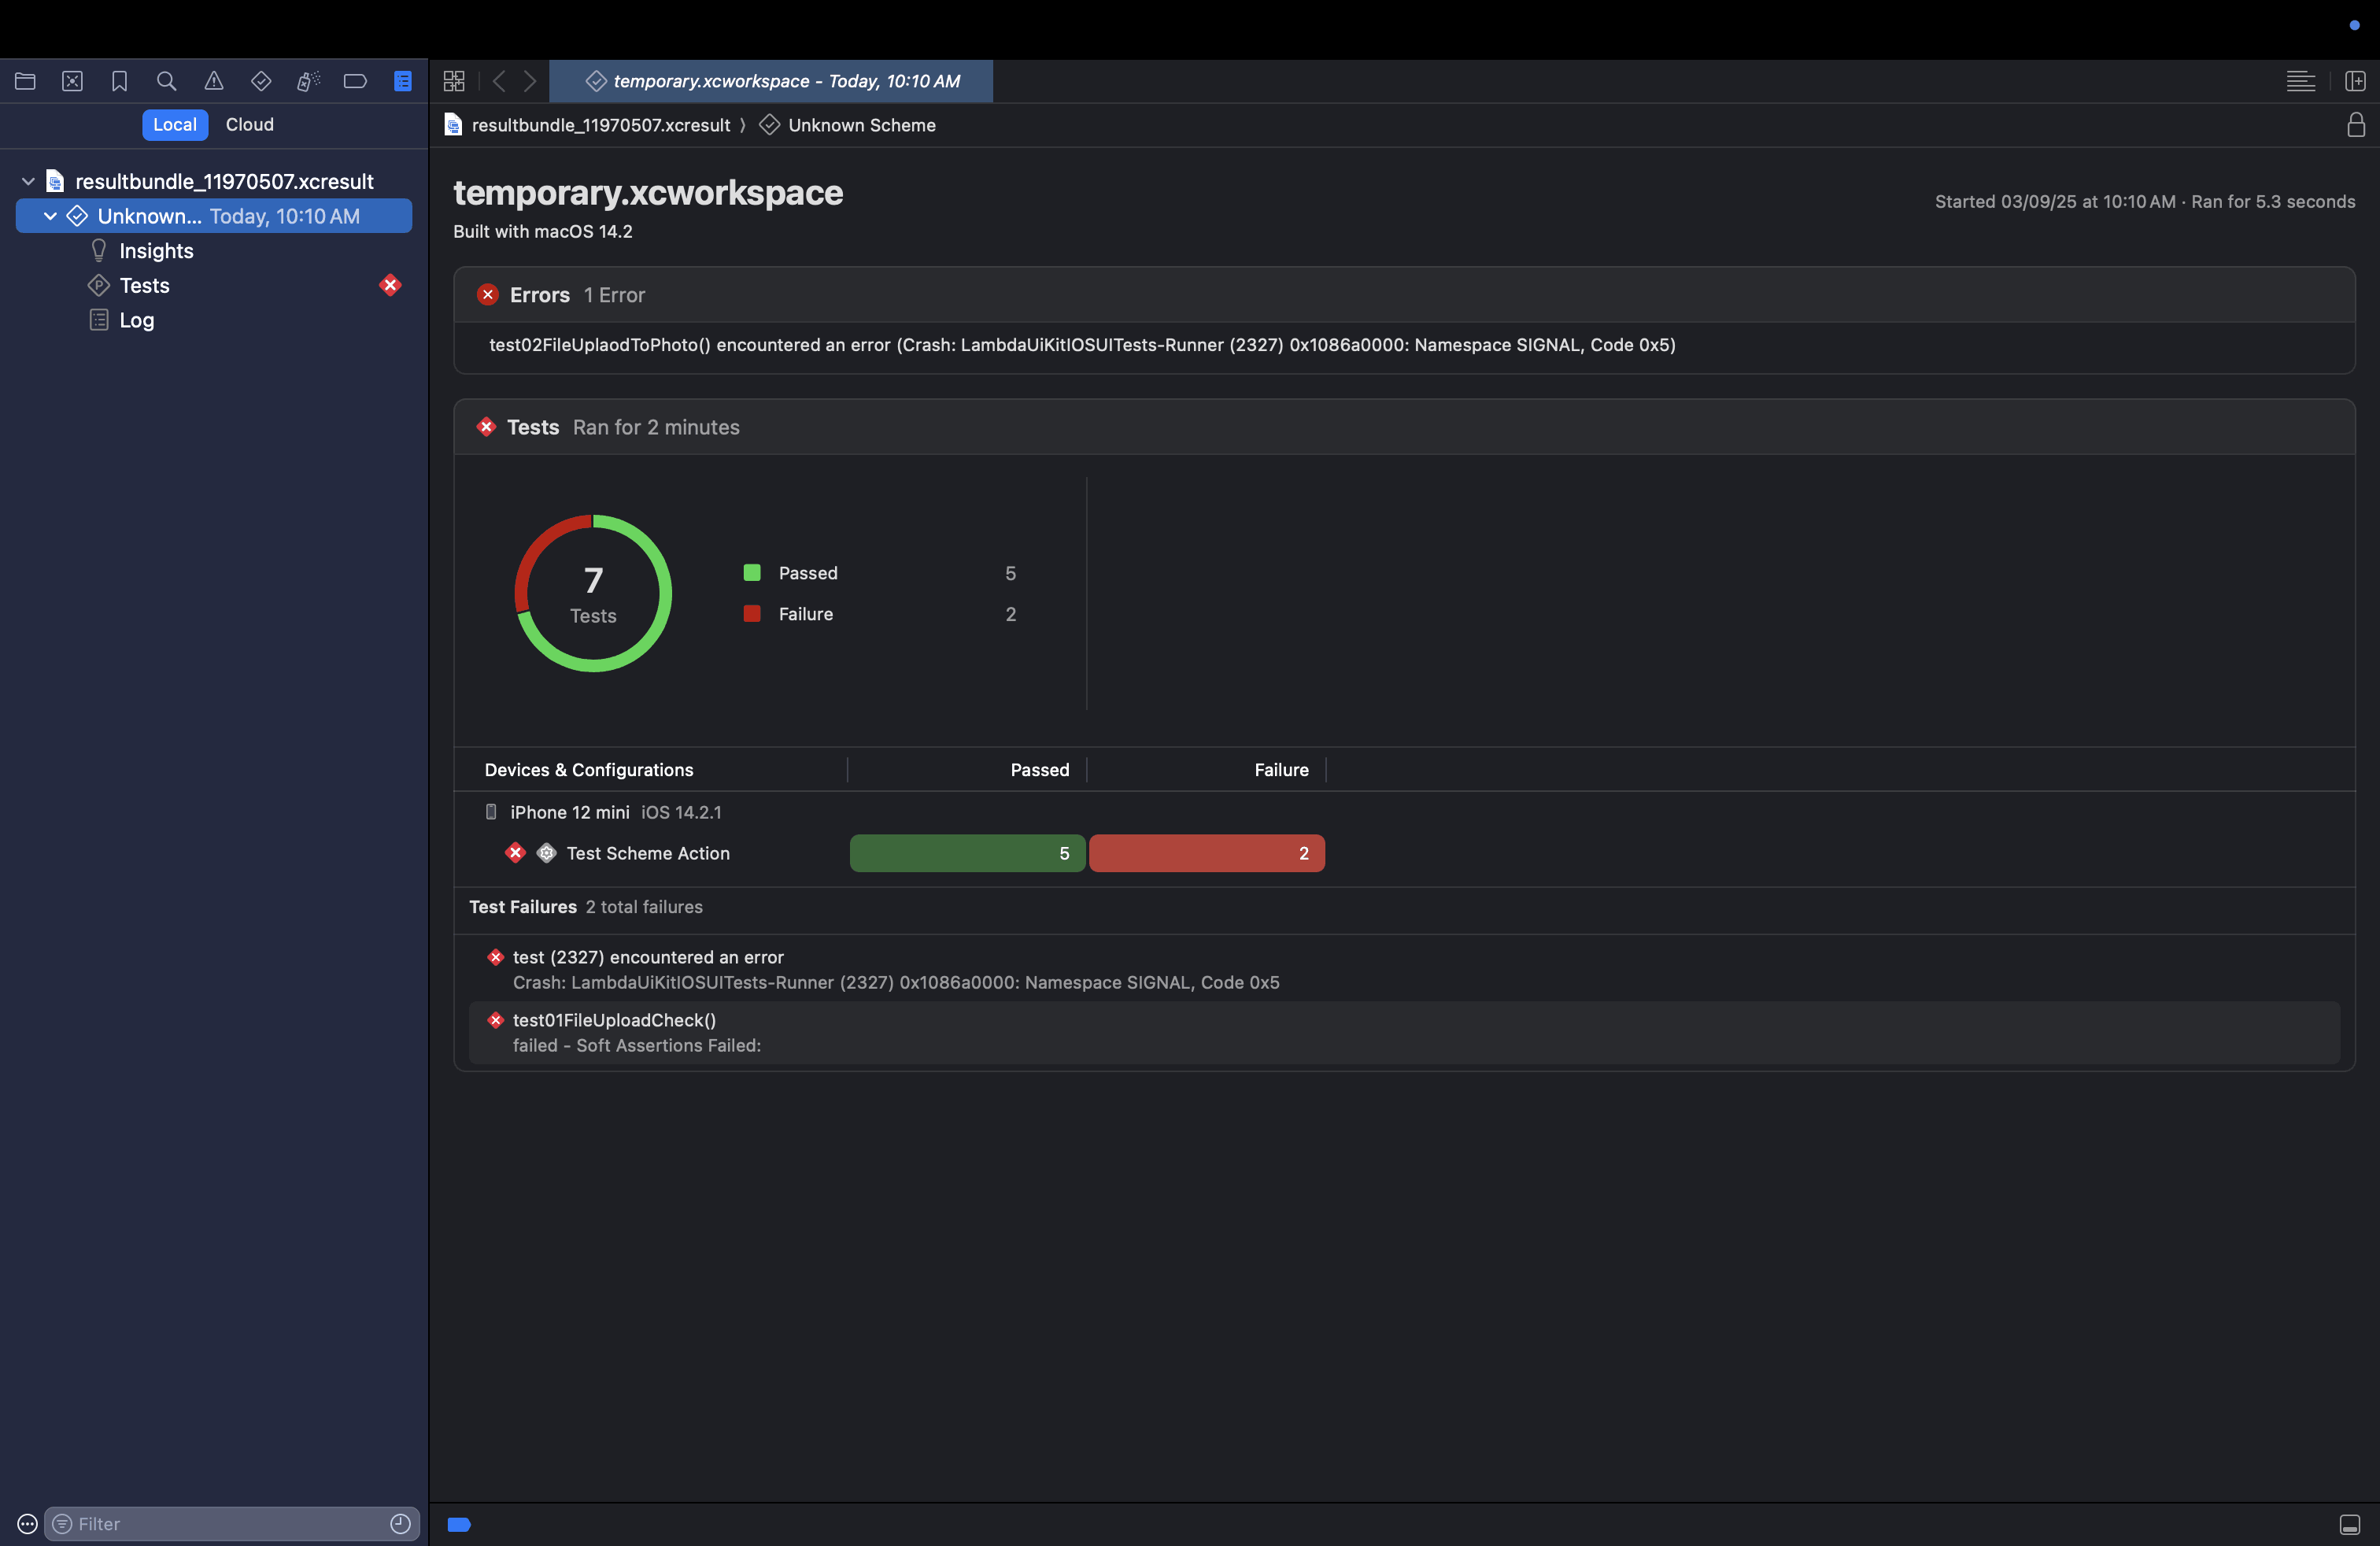 temporary.xcworkspace - Today, 10:10 AM
Local
Cloud
resultbundle_11970507.xcresult
Unknown Scheme
resultbundle_11970507.xcresult
Unknown... Today, 10:10 AM
Insights
Tests
Log
temporary.xcworkspace
Started 03/09/25 at 10:10 AM · Ran for 5.3 seconds
Built with macOS 14.2
Errors 1 Error
test02FileUplaodToPhoto() encountered an error (Crash: LambdaUiKitIOSUITests-Runner (2327) 0x1086a0000: Namespace SIGNAL, Code 0x5)
Tests Ran for 2 minutes
7
Tests
Passed 5
Failure 2
Devices & Configurations Passed Failure
iPhone 12 mini iOS 14.2.1
Test Scheme Action 5 2
Test Failures 2 total failures
test (2327) encountered an error
Crash: LambdaUiKitIOSUITests-Runner (2327) 0x1086a0000: Namespace SIGNAL, Code 0x5
test01FileUploadCheck()
failed - Soft Assertions Failed:
Filter